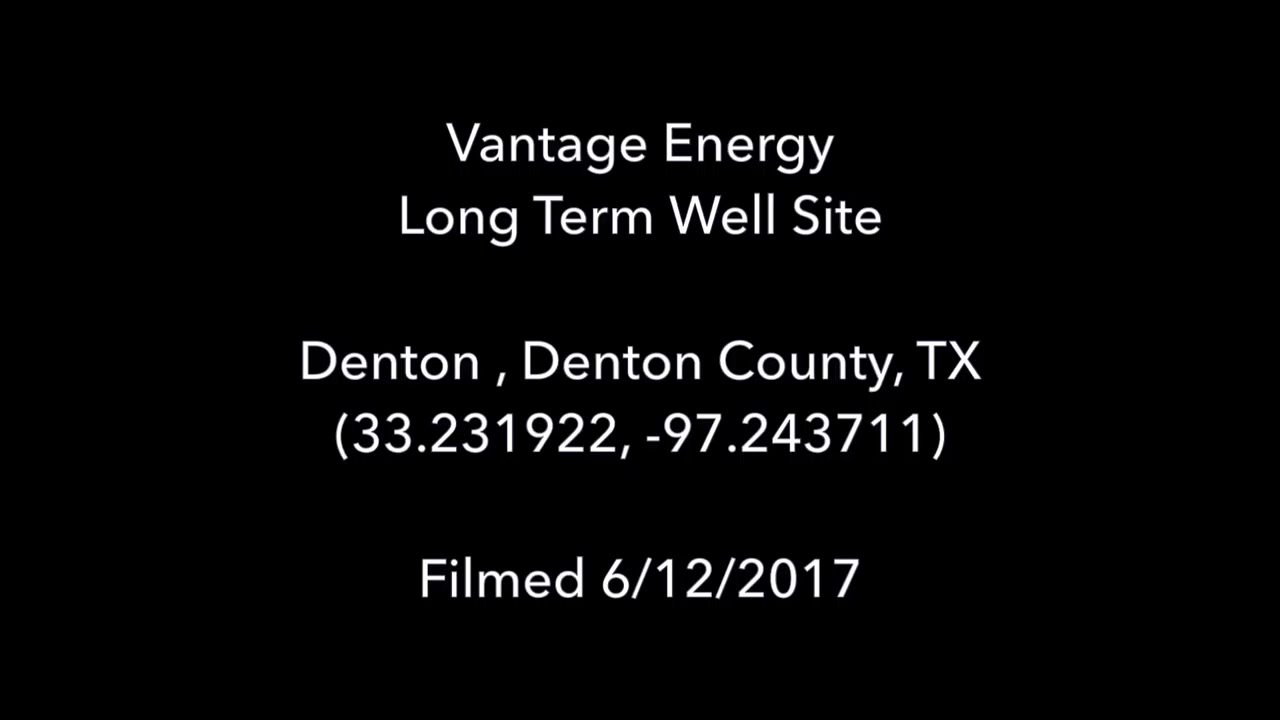 Vantage Energy
Long Term Well Site
Denton , Denton County, TX
(33.231922, -97.243711)
Filmed 6/12/2017